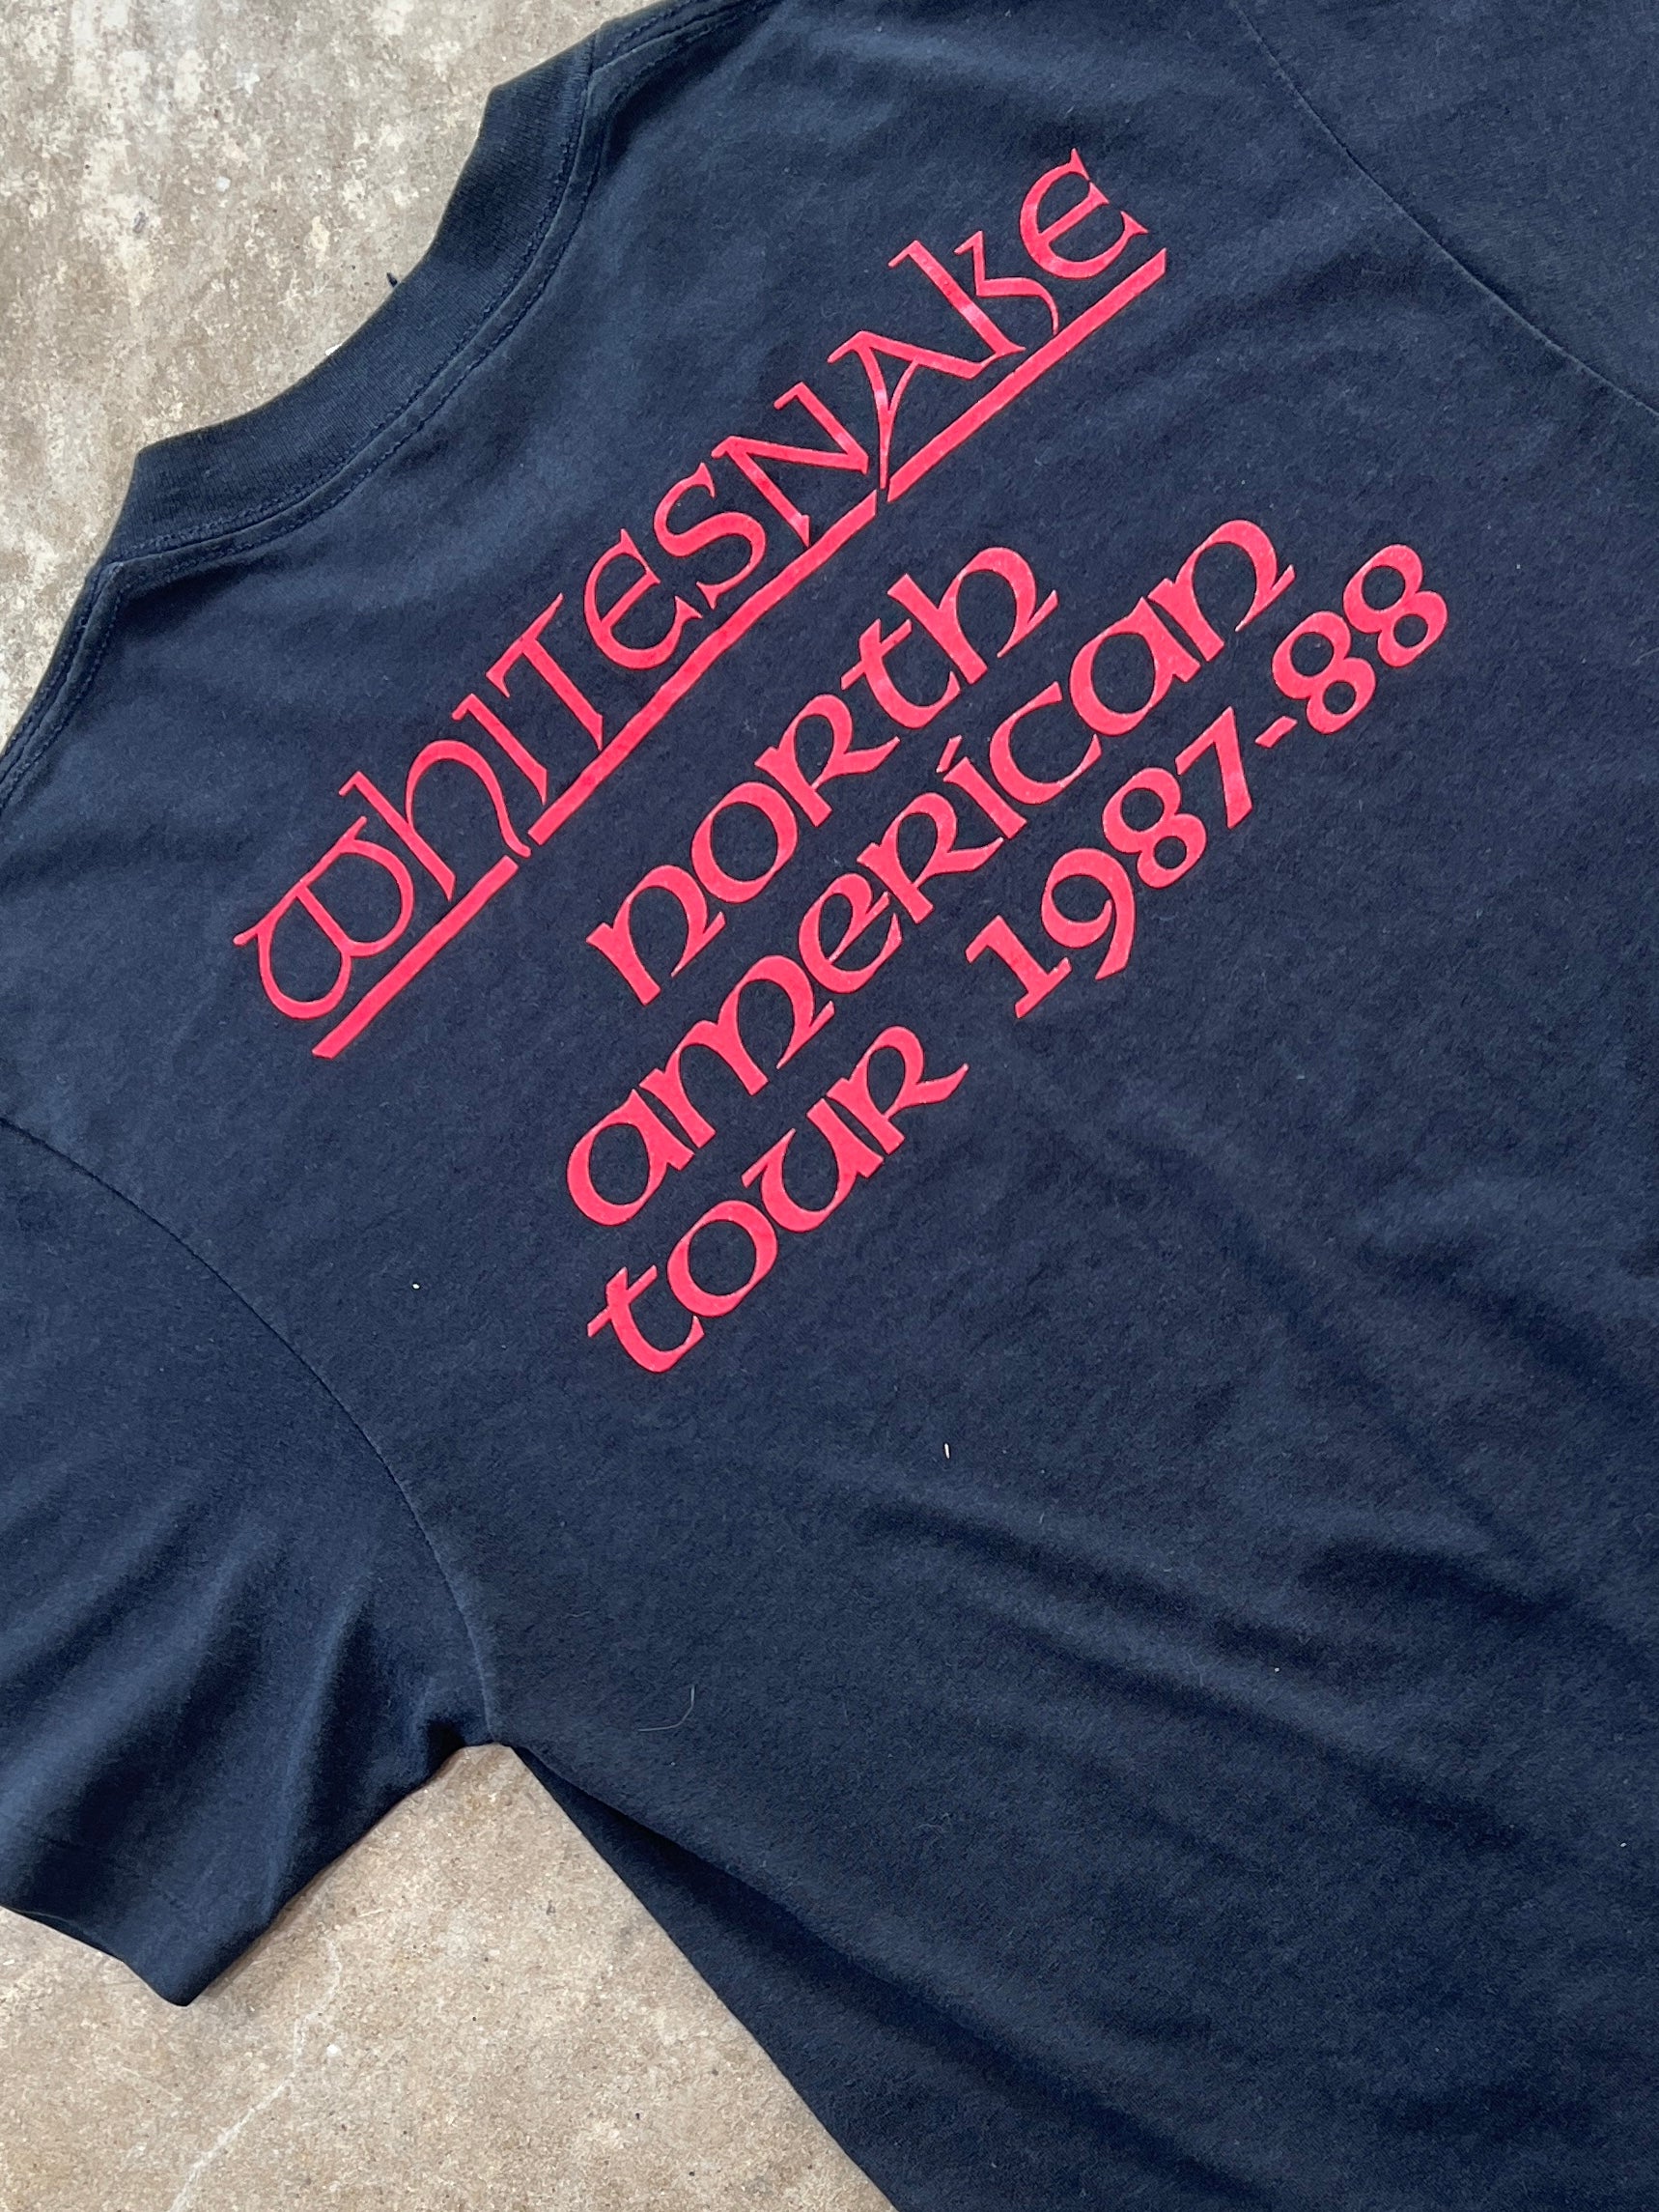 WHITESNAKE
north
american
tour 1987-88